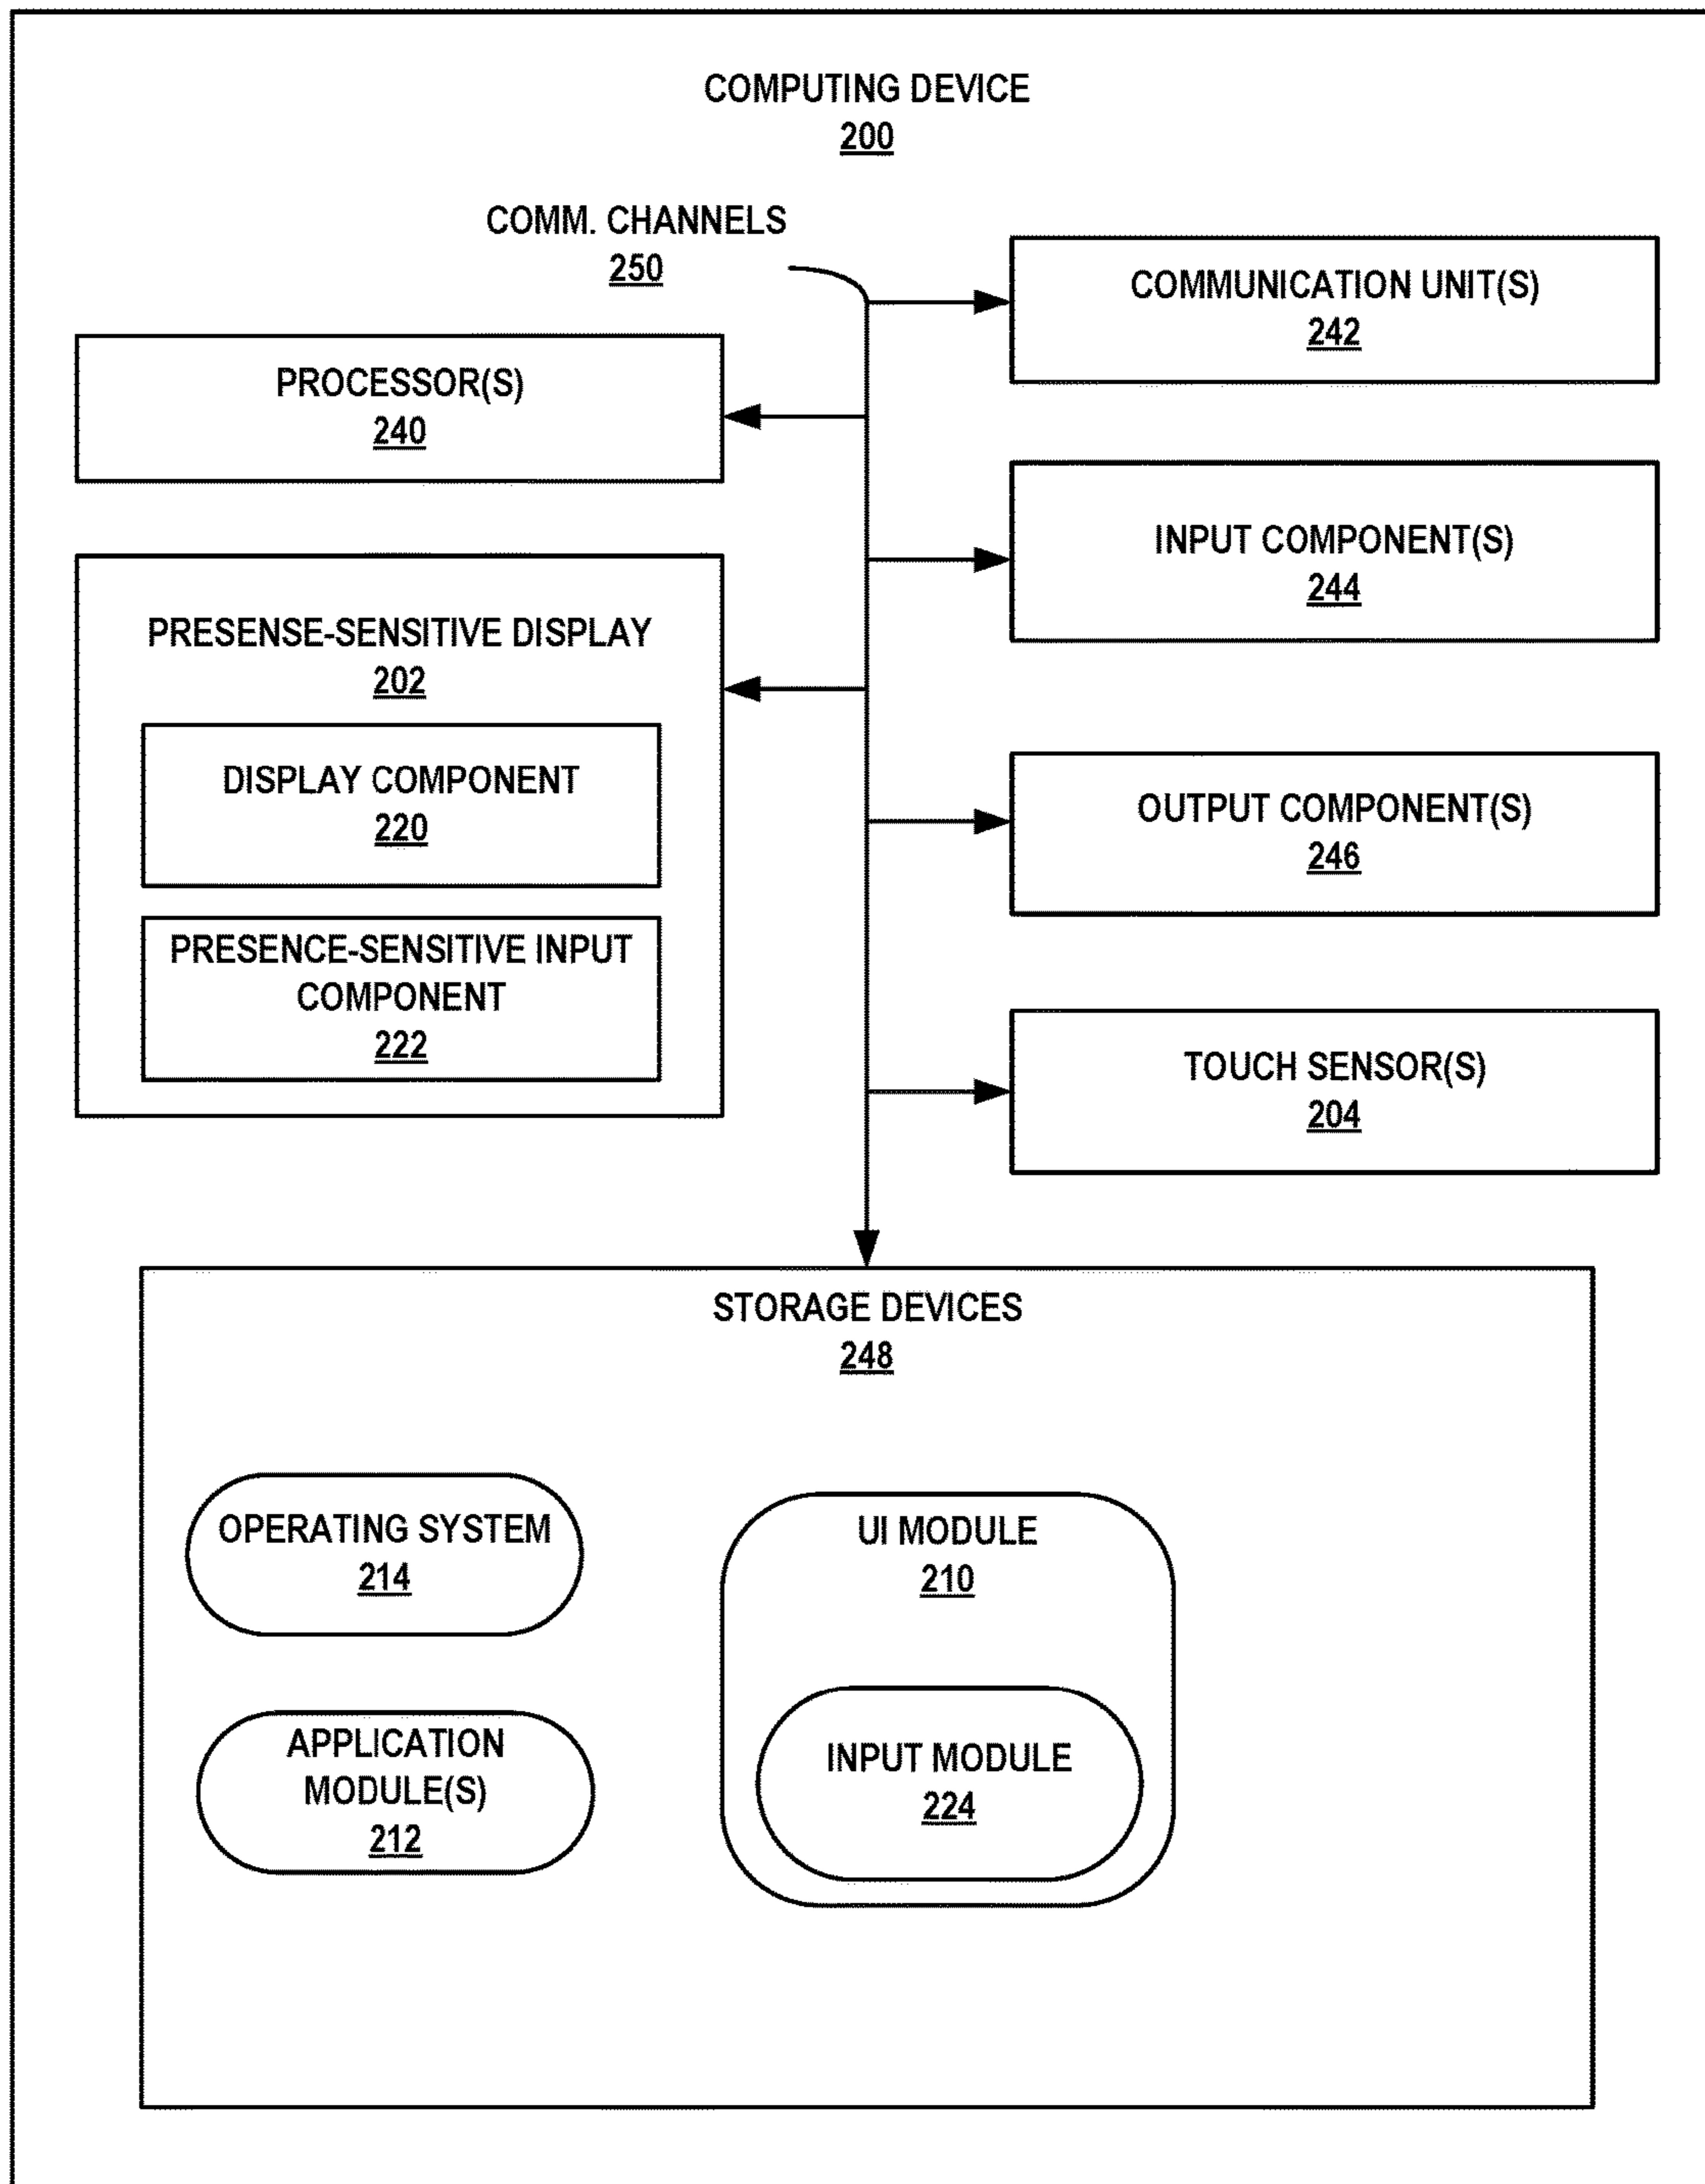 COMPUTING DEVICE
200
COMM. CHANNELS
250
COMMUNICATION UNIT(S)
242
PROCESSOR(S)
240
INPUT COMPONENT(S)
244
PRESENSE-SENSITIVE DISPLAY
202
DISPLAY COMPONENT
220
OUTPUT COMPONENT(S)
246
PRESENCE-SENSITIVE INPUT
COMPONENT
222
TOUCH SENSOR(S)
204
STORAGE DEVICES
248
OPERATING SYSTEM
214
UI MODULE
210
APPLICATION
MODULE(S)
212
INPUT MODULE
224